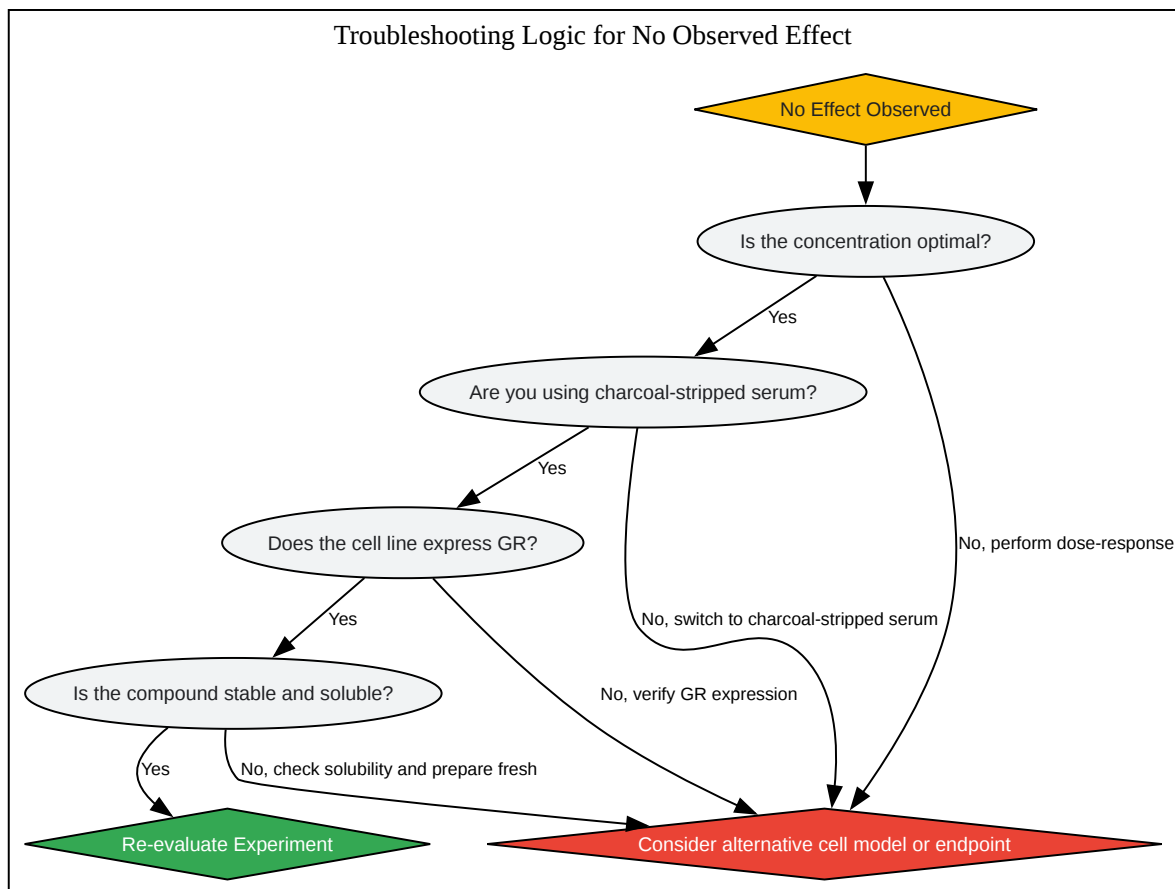 Troubleshooting Logic for No Observed Effect
No Effect Observed
Is the concentration optimal?
Yes
Are you using charcoal-stripped serum?
Yes
Does the cell line express GR?
No, perform dose-response
Yes
No, switch to charcoal-stripped serum
Is the compound stable and soluble?
No, verify GR expression
Yes
No, check solubility and prepare fresh
Re-evaluate Experiment
Consider alternative cell model or endpoint